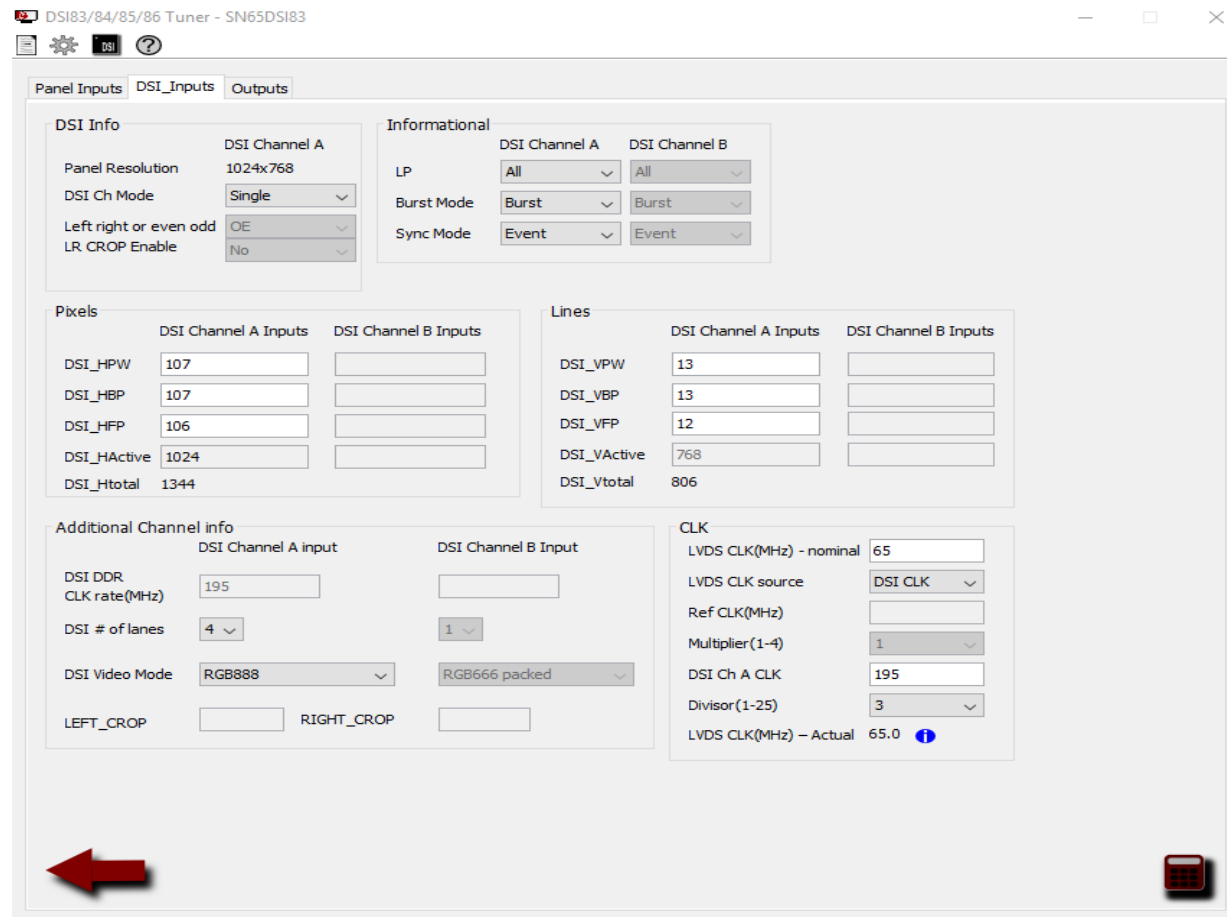 DSI83/84/85/86 Tuner - SN65DSI83
DSI
Panel Inputs DSI_Inputs Outputs
DSI Info
DSI Channel A
Panel Resolution 1024x768
DSI Ch Mode Single
Left right or even odd OE
LR CROP Enable No
Informational
DSI Channel A DSI Channel B
LP All All
Burst Mode Burst Burst
Sync Mode Event Event
Pixels
DSI Channel A Inputs DSI Channel B Inputs
DSI_HPW 107
DSI_HBP 107
DSI_HFP 106
DSI_HActive 1024
DSI_Htotal 1344
Lines
DSI Channel A Inputs DSI Channel B Inputs
DSI_VPW 13
DSI_VBP 13
DSI_VFP 12
DSI_VActive 768
DSI_Vtotal 806
Additional Channel info
DSI Channel A input DSI Channel B Input
DSI DDR
CLK rate(MHz) 195
DSI # of lanes 4 1
DSI Video Mode RGB888 RGB666 packed
LEFT_CROP RIGHT_CROP
CLK
LVDS CLK(MHz) - nominal 65
LVDS CLK source DSI CLK
Ref CLK(MHz)
Multiplier(1-4) 1
DSI Ch A CLK 195
Divisor(1-25) 3
LVDS CLK(MHz) – Actual 65.0